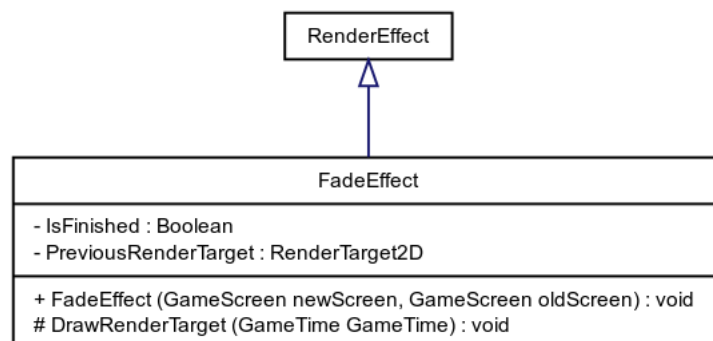 RenderEffect
FadeEffect
- IsFinished : Boolean
- PreviousRenderTarget : RenderTarget2D
+ FadeEffect (GameScreen newScreen, GameScreen oldScreen) : void
# DrawRenderTarget (GameTime GameTime) : void